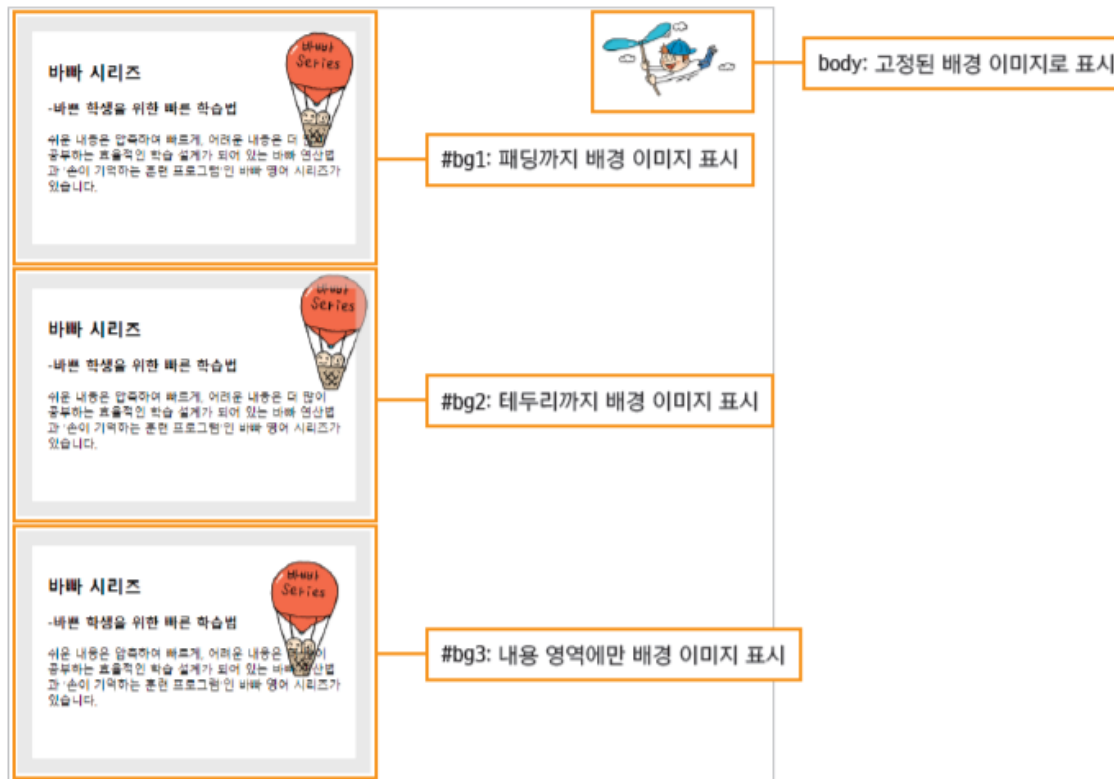 바빠 시리즈
-바쁜 학생을 위한 빠른 학습법
쉬운 내용은 압축하여 빠르게, 어려운 내용은 더
공부하는 효율적인 학습 설계가 되어 있는 바빠 연산법
과 '손이 기억하는 훈련 프로그램'인 바빠 영어 시리즈가
있습니다.
바빠
Series
body: 고정된 배경 이미지로 표시
#bg1: 패딩까지 배경 이미지 표시
바빠 시리즈
-바쁜 학생을 위한 빠른 학습법
쉬운 내용은 압축하여 빠르게, 어려운 내용은 더 많이
공부하는 효율적인 학습 설계가 되어 있는 바빠 연산법
과 '손이 기억하는 훈련 프로그램'인 바빠 영어 시리즈가
있습니다.
바빠
Series
#bg2: 테두리까지 배경 이미지 표시
바빠 시리즈
-바쁜 학생을 위한 빠른 학습법
쉬운 내용은 압축하여 빠르게, 어려운 내용은
공부하는 효율적인 학습 설계가 되어 있는 바빠 연산법
과 '손이 기억하는 훈련 프로그램'인 바빠 영어 시리즈가
있습니다.
바빠
Series
#bg3: 내용 영역에만 배경 이미지 표시